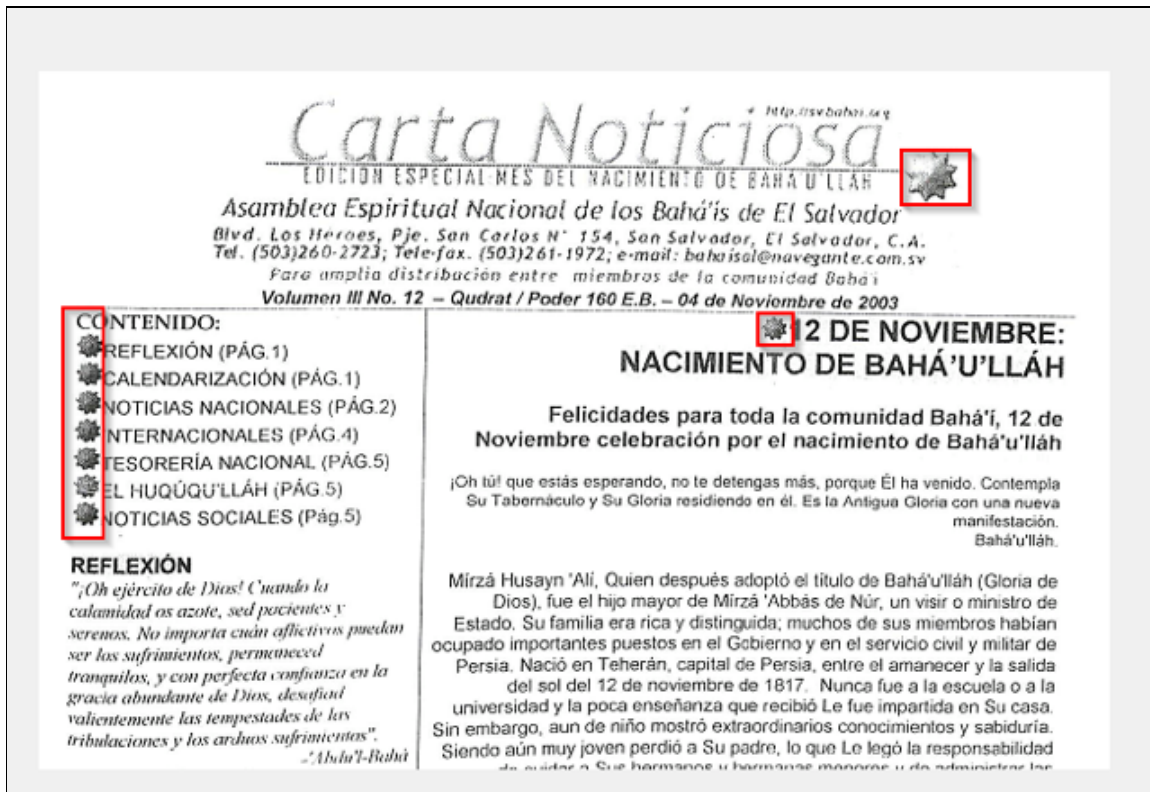 http://sv.bahai.org
Carta Noticiosa
EDICION ESPECIAL-MES DEL NACIMIENTO DE BAHA U'LLAH
Asamblea Espiritual Nacional de los Bahá'ís de El Salvador
Blvd. Los Héroes, Pje. San Carlos N° 154, San Salvador, El Salvador, C.A.
Tel. (503)260-2723; Tele-fax. (503)261-1972; e-mail: bahaisal@navegante.com.sv
Para amplia distribución entre miembros de la comunidad Baha'i
Volumen III No. 12 – Qudrat / Poder 160 E.B. – 04 de Noviembre de 2003
CONTENIDO:
REFLEXIÓN (PÁG.1)
CALENDARIZACIÓN (PÁG.1)
NOTICIAS NACIONALES (PÁG.2)
INTERNACIONALES (PÁG.4)
TESORERÍA NACIONAL (PÁG.5)
EL HUQÚQU'LLÁH (PÁG.5)
NOTICIAS SOCIALES (Pág.5)
REFLEXIÓN
"¡Oh ejército de Dios! Cuando la
calamidad os azote, sed pacientes y
serenos. No importa cuán aflictivos puedan
ser los sufrimientos, permaneced
tranquilos, y con perfecta confianza en la
gracia abundante de Dios, desafiad
valientemente las tempestades de las
tribulaciones y los arduos sufrimientos".
-'Abdu'l-Bahá
12 DE NOVIEMBRE:
NACIMIENTO DE BAHÁ'U'LLÁH
Felicidades para toda la comunidad Bahá'í, 12 de
Noviembre celebración por el nacimiento de Bahá'u'lláh
¡Oh tú! que estás esperando, no te detengas más, porque Él ha venido. Contempla
Su Tabernáculo y Su Gloria residiendo en él. Es la Antigua Gloria con una nueva
manifestación.
Bahá'u'lláh.
Mírzá Husayn 'Alí, Quien después adoptó el título de Bahá'u'lláh (Gloria de
Dios), fue el hijo mayor de Mírzá 'Abbás de Núr, un visir o ministro de
Estado. Su familia era rica y distinguida; muchos de sus miembros habían
ocupado importantes puestos en el Gobierno y en el servicio civil y militar de
Persia. Nació en Teherán, capital de Persia, entre el amanecer y la salida
del sol del 12 de noviembre de 1817. Nunca fue a la escuela o a la
universidad y la poca enseñanza que recibió Le fue impartida en Su casa.
Sin embargo, aun de niño mostró extraordinarios conocimientos y sabiduría.
Siendo aún muy joven perdió a Su padre, lo que Le legó la responsabilidad
de cuidar a Sus hermanos y hermanas menores y de administrar las